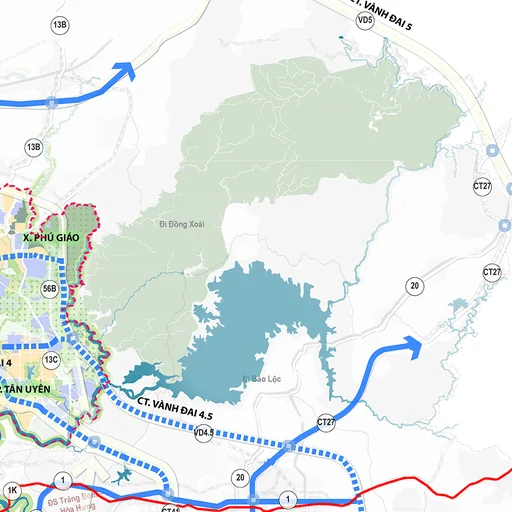 CT. VÀNH ĐAI 5
VD5
13B
13B
CT27
Đi Đồng Xoài
X. PHÚ GIÁO
CT27
56B
20
AI 4
13C
Đi Bảo Lộc
P. TÂN UYÊN
CT. VÀNH ĐAI 4.5
VD4.5
CT27
20
1
1K
1
ĐS Trảng Bom
Hòa Hưng